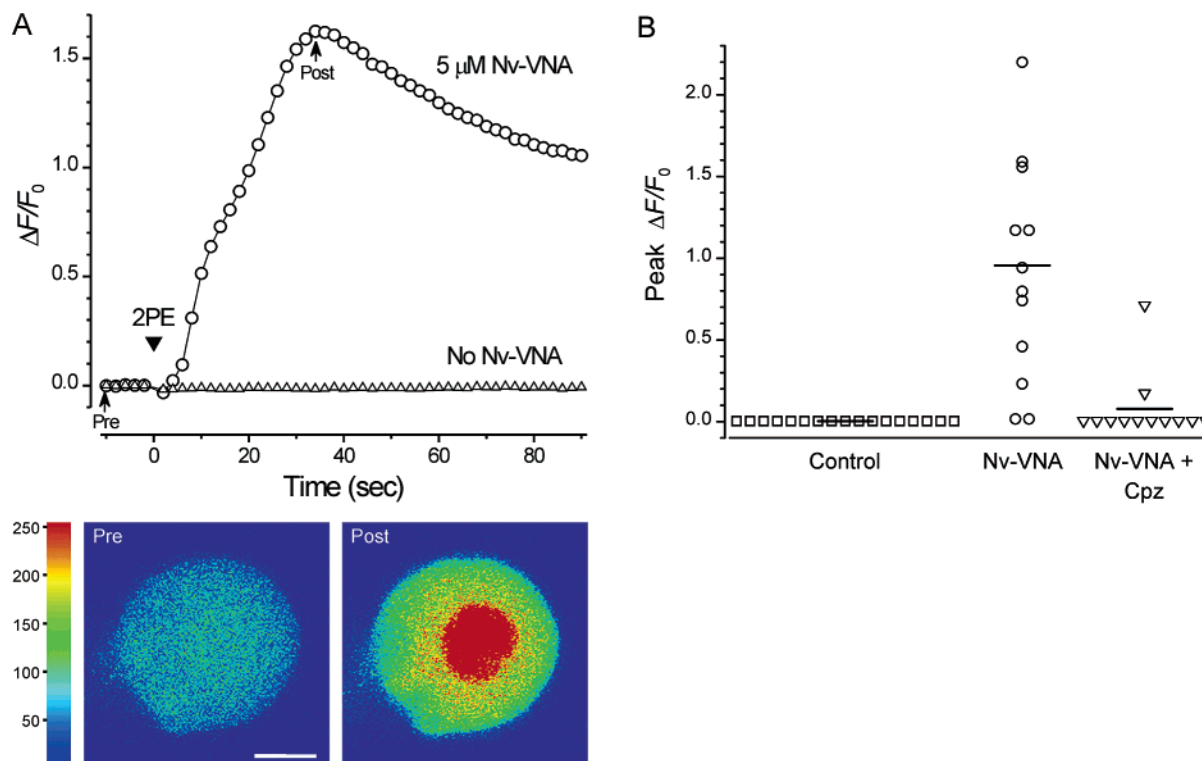 A
1.5
1.0
0.5
0.0
ΔF/F0
5 μM Nv-VNA
Post
2PE
No Nv-VNA
Pre
0
20
40
60
80
Time (sec)
B
2.0
1.5
1.0
0.5
0.0
Peak ΔF/F0
Control
Nv-VNA
Nv-VNA +
Cpz
250
200
150
100
50
Pre
Post